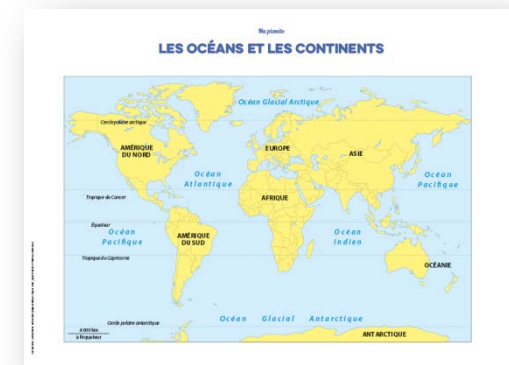 Ma planète
LES OCÉANS ET LES CONTINENTS
Océan Glacial Arctique
Cercle polaire arctique
AMÉRIQUE
DU NORD
EUROPE
ASIE
Océan
Atlantique
Océan
Pacifique
Tropique du Cancer
AFRIQUE
Équateur
Océan
Pacifique
AMÉRIQUE
DU SUD
Océan
Indien
Tropique du Capricorne
OCÉANIE
Océan Glacial Antarctique
Cercle polaire antarctique
à l'équateur
ANTARCTIQUE